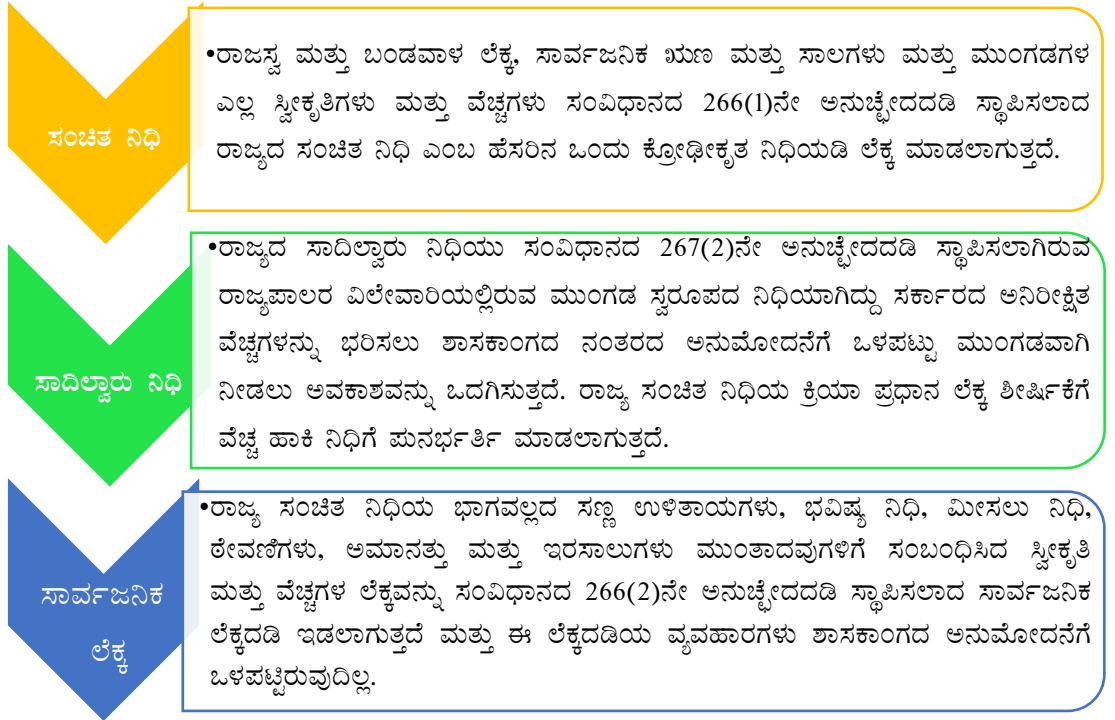 ಸಂಚಿತ ನಿಧಿ
•ರಾಜಸ್ವ ಮತ್ತು ಬಂಡವಾಳ ಲೆಕ್ಕ, ಸಾರ್ವಜನಿಕ ಋಣ ಮತ್ತು ಸಾಲಗಳು ಮತ್ತು ಮುಂಗಡಗಳ
ಎಲ್ಲ ಸ್ವೀಕೃತಿಗಳು ಮತ್ತು ವೆಚ್ಚಗಳು ಸಂವಿಧಾನದ 266(1)ನೇ ಅನುಚ್ಛೇದದಡಿ ಸ್ಥಾಪಿಸಲಾದ
ರಾಜ್ಯದ ಸಂಚಿತ ನಿಧಿ ಎಂಬ ಹೆಸರಿನ ಒಂದು ಕ್ರೋಢೀಕೃತ ನಿಧಿಯಡಿ ಲೆಕ್ಕ ಮಾಡಲಾಗುತ್ತದೆ.
ಸಾದಿಲ್ವಾರು ನಿಧಿ
•ರಾಜ್ಯದ ಸಾದಿಲ್ವಾರು ನಿಧಿಯು ಸಂವಿಧಾನದ 267(2)ನೇ ಅನುಚ್ಛೇದದಡಿ ಸ್ಥಾಪಿಸಲಾಗಿರುವ
ರಾಜ್ಯಪಾಲರ ವಿಲೇವಾರಿಯಲ್ಲಿರುವ ಮುಂಗಡ ಸ್ವರೂಪದ ನಿಧಿಯಾಗಿದ್ದು ಸರ್ಕಾರದ ಅನಿರೀಕ್ಷಿತ
ವೆಚ್ಚಗಳನ್ನು ಭರಿಸಲು ಶಾಸಕಾಂಗದ ನಂತರದ ಅನುಮೋದನೆಗೆ ಒಳಪಟ್ಟು ಮುಂಗಡವಾಗಿ
ನೀಡಲು ಅವಕಾಶವನ್ನು ಒದಗಿಸುತ್ತದೆ. ರಾಜ್ಯ ಸಂಚಿತ ನಿಧಿಯ ಕ್ರಿಯಾ ಪ್ರಧಾನ ಲೆಕ್ಕ ಶೀರ್ಷಿಕೆಗೆ
ವೆಚ್ಚ ಹಾಕಿ ನಿಧಿಗೆ ಪುನರ್ಭರ್ತಿ ಮಾಡಲಾಗುತ್ತದೆ.
ಸಾರ್ವಜನಿಕ
ಲೆಕ್ಕ
•ರಾಜ್ಯ ಸಂಚಿತ ನಿಧಿಯ ಭಾಗವಲ್ಲದ ಸಣ್ಣ ಉಳಿತಾಯಗಳು, ಭವಿಷ್ಯ ನಿಧಿ, ಮೀಸಲು ನಿಧಿ,
ಠೇವಣಿಗಳು, ಅಮಾನತ್ತು ಮತ್ತು ಇರಸಾಲುಗಳು ಮುಂತಾದವುಗಳಿಗೆ ಸಂಬಂಧಿಸಿದ ಸ್ವೀಕೃತಿ
ಮತ್ತು ವೆಚ್ಚಗಳ ಲೆಕ್ಕವನ್ನು ಸಂವಿಧಾನದ 266(2)ನೇ ಅನುಚ್ಛೇದದಡಿ ಸ್ಥಾಪಿಸಲಾದ ಸಾರ್ವಜನಿಕ
ಲೆಕ್ಕದಡಿ ಇಡಲಾಗುತ್ತದೆ ಮತ್ತು ಈ ಲೆಕ್ಕದಡಿಯ ವ್ಯವಹಾರಗಳು ಶಾಸಕಾಂಗದ ಅನುಮೋದನೆಗೆ
ಒಳಪಟ್ಟಿರುವುದಿಲ್ಲ.